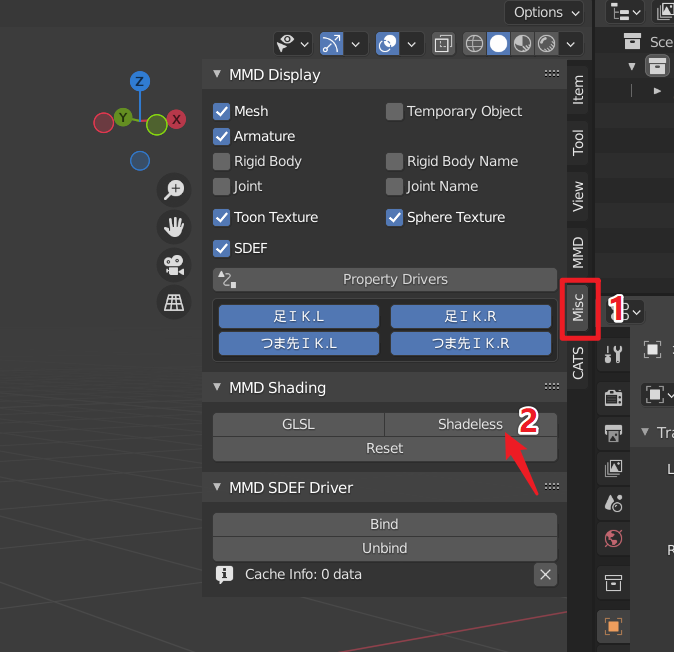 Options
Sce
MMD Display
Mesh
Temporary Object
Armature
Rigid Body
Rigid Body Name
Joint
Joint Name
Toon Texture
Sphere Texture
SDEF
Property Drivers
足ＩＫ.L
足ＩＫ.R
つま先ＩＫ.L
つま先ＩＫ.R
MMD Shading
GLSL
Shadeless
Reset
MMD SDEF Driver
Bind
Unbind
Cache Info: 0 data
Item
Tool
View
MMD
Misc
CATS
1
2
Z
Y
X
Tra
L
R